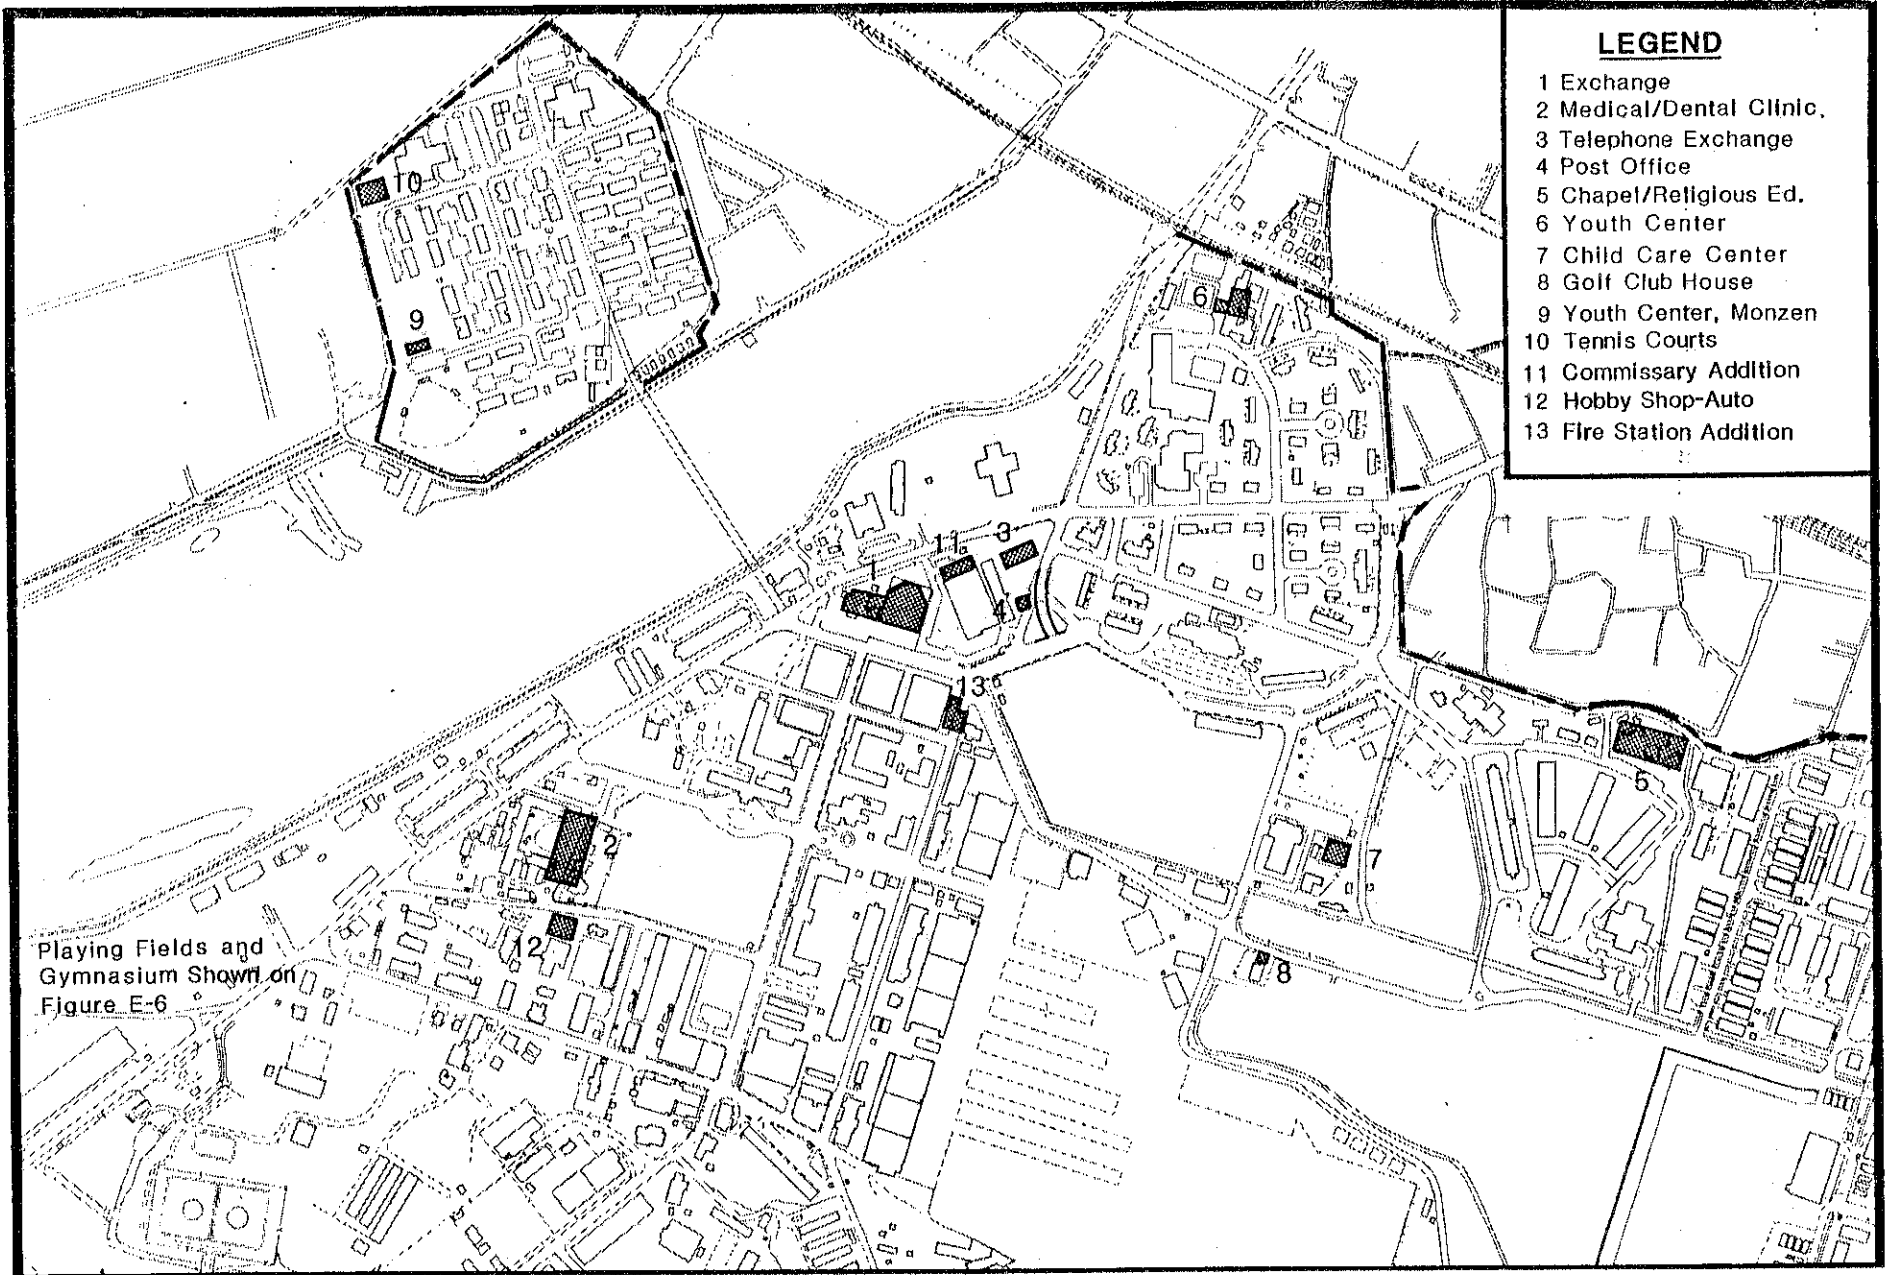 LEGEND
1 Exchange
2 Medical/Dental Clinic.
3 Telephone Exchange
4 Post Office
5 Chapel/Religious Ed.
6 Youth Center
7 Child Care Center
8 Golf Club House
9 Youth Center, Monzen
10 Tennis Courts
11 Commissary Addition
12 Hobby Shop-Auto
13 Fire Station Addition
10
9
6
11
3
1
4
13
5
2
7
12
8
Playing Fields and
Gymnasium Shown on
Figure E-6